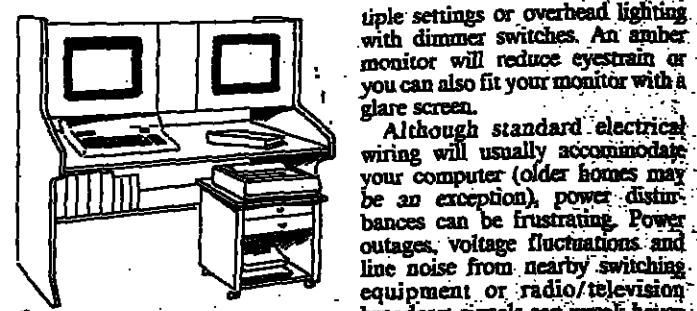 tiple settings or overhead lighting
with dimmer switches. An amber
monitor will reduce eyestrain or
you can also fit your monitor with a
glare screen.
Although standard electrical
wiring will usually accommodate
your computer (older homes may
be an exception), power distur-
bances can be frustrating. Power
outages, voltage fluctuations and
line noise from nearby switching
equipment or radio/television